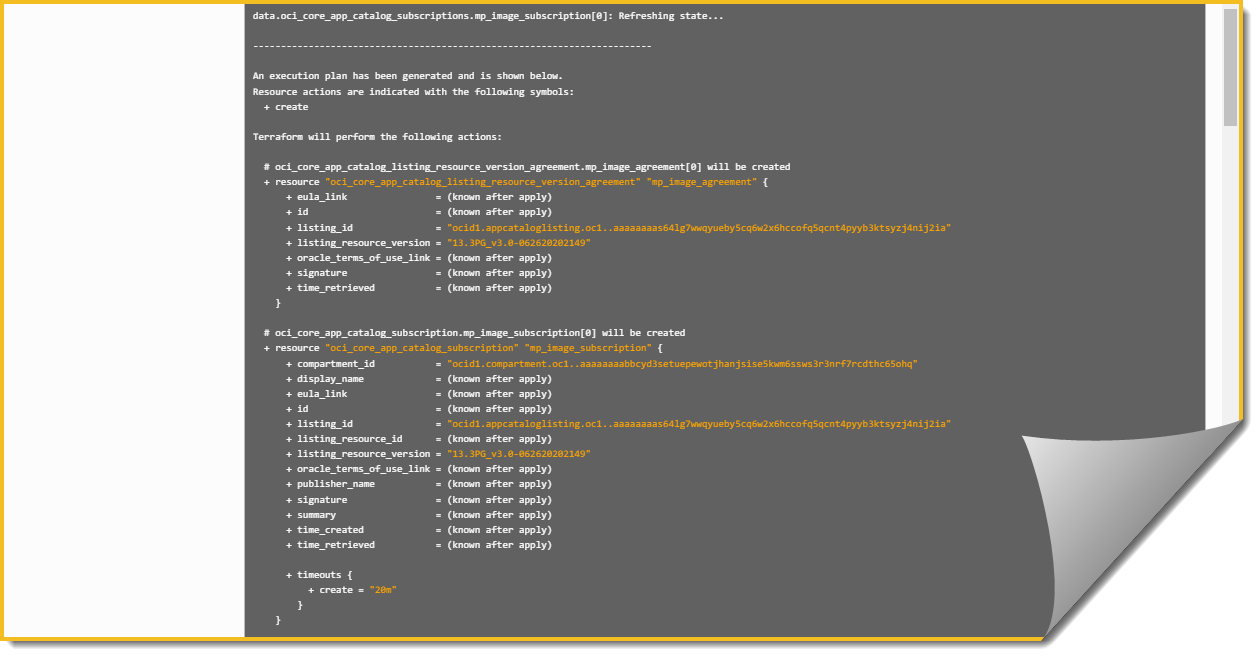 data.oci_core_app_catalog_subscriptions.mp_image_subscription[0]: Refreshing state...
------------------------------------------------------------------------
An execution plan has been generated and is shown below.
Resource actions are indicated with the following symbols:
+ create
Terraform will perform the following actions:
# oci_core_app_catalog_listing_resource_version_agreement.mp_image_agreement[0] will be created
+ resource "oci_core_app_catalog_listing_resource_version_agreement" "mp_image_agreement" {
+ eula_link = (known after apply)
+ id = (known after apply)
+ listing_id = "ocid1.appcataloglisting.oc1..aaaaaaaas64lg7wwqyueby5cq6w2x6hccofq5qcnt4pyyb3ktsyzj4nij2ia"
+ listing_resource_version = "13.3PG_v3.0-062620202149"
+ oracle_terms_of_use_link = (known after apply)
+ signature = (known after apply)
+ time_retrieved = (known after apply)
}
# oci_core_app_catalog_subscription.mp_image_subscription[0] will be created
+ resource "oci_core_app_catalog_subscription" "mp_image_subscription" {
+ compartment_id = "ocid1.compartment.oc1..aaaaaaaabbcyd3setuepewotjhanjsise5kwm6ssws3r3nrf7rcdthc65ohq"
+ display_name = (known after apply)
+ eula_link = (known after apply)
+ id = (known after apply)
+ listing_id = "ocid1.appcataloglisting.oc1..aaaaaaaas64lg7wwqyueby5cq6w2x6hccofq5qcnt4pyyb3ktsyzj4nij2ia"
+ listing_resource_id = (known after apply)
+ listing_resource_version = "13.3PG_v3.0-062620202149"
+ oracle_terms_of_use_link = (known after apply)
+ publisher_name = (known after apply)
+ signature = (known after apply)
+ summary = (known after apply)
+ time_created = (known after apply)
+ time_retrieved = (known after apply)
+ timeouts {
+ create = "20m"
}
}